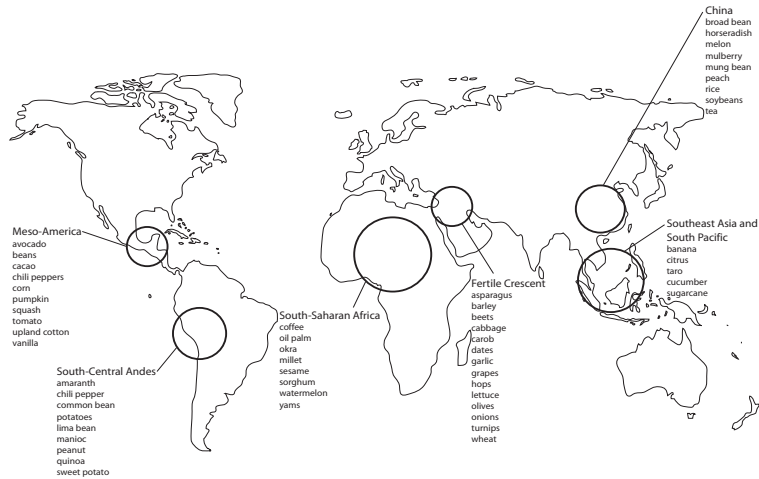 China
broad bean
horseradish
melon
mulberry
mung bean
peach
rice
soybeans
tea
Meso-America
avocado
beans
cacao
chili peppers
corn
pumpkin
squash
tomato
upland cotton
vanilla
South-Central Andes
amaranth
chili pepper
common bean
potatoes
lima bean
manioc
peanut
quinoa
sweet potato
South-Saharan Africa
coffee
oil palm
okra
millet
sesame
sorghum
watermelon
yams
Fertile Crescent
asparagus
barley
beets
cabbage
carob
dates
garlic
grapes
hops
lettuce
olives
onions
turnips
wheat
Southeast Asia and
South Pacific
banana
citrus
taro
cucumber
sugarcane